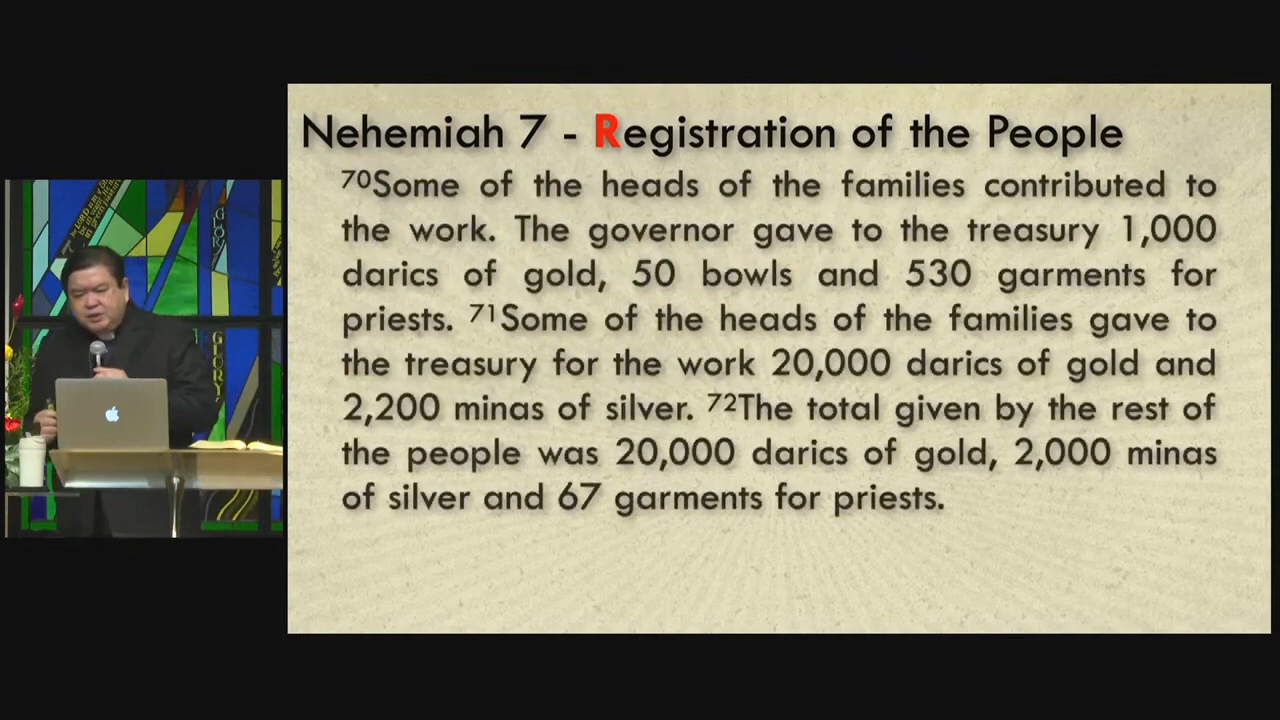 Nehemiah 7 - Registration of the People
70Some of the heads of the families contributed to
the work. The governor gave to the treasury 1,000
darics of gold, 50 bowls and 530 garments for
priests. 71Some of the heads of the families gave to
the treasury for the work 20,000 darics of gold and
2,200 minas of silver. 72The total given by the rest of
the people was 20,000 darics of gold, 2,000 minas
of silver and 67 garments for priests.
GLORY
GLORY